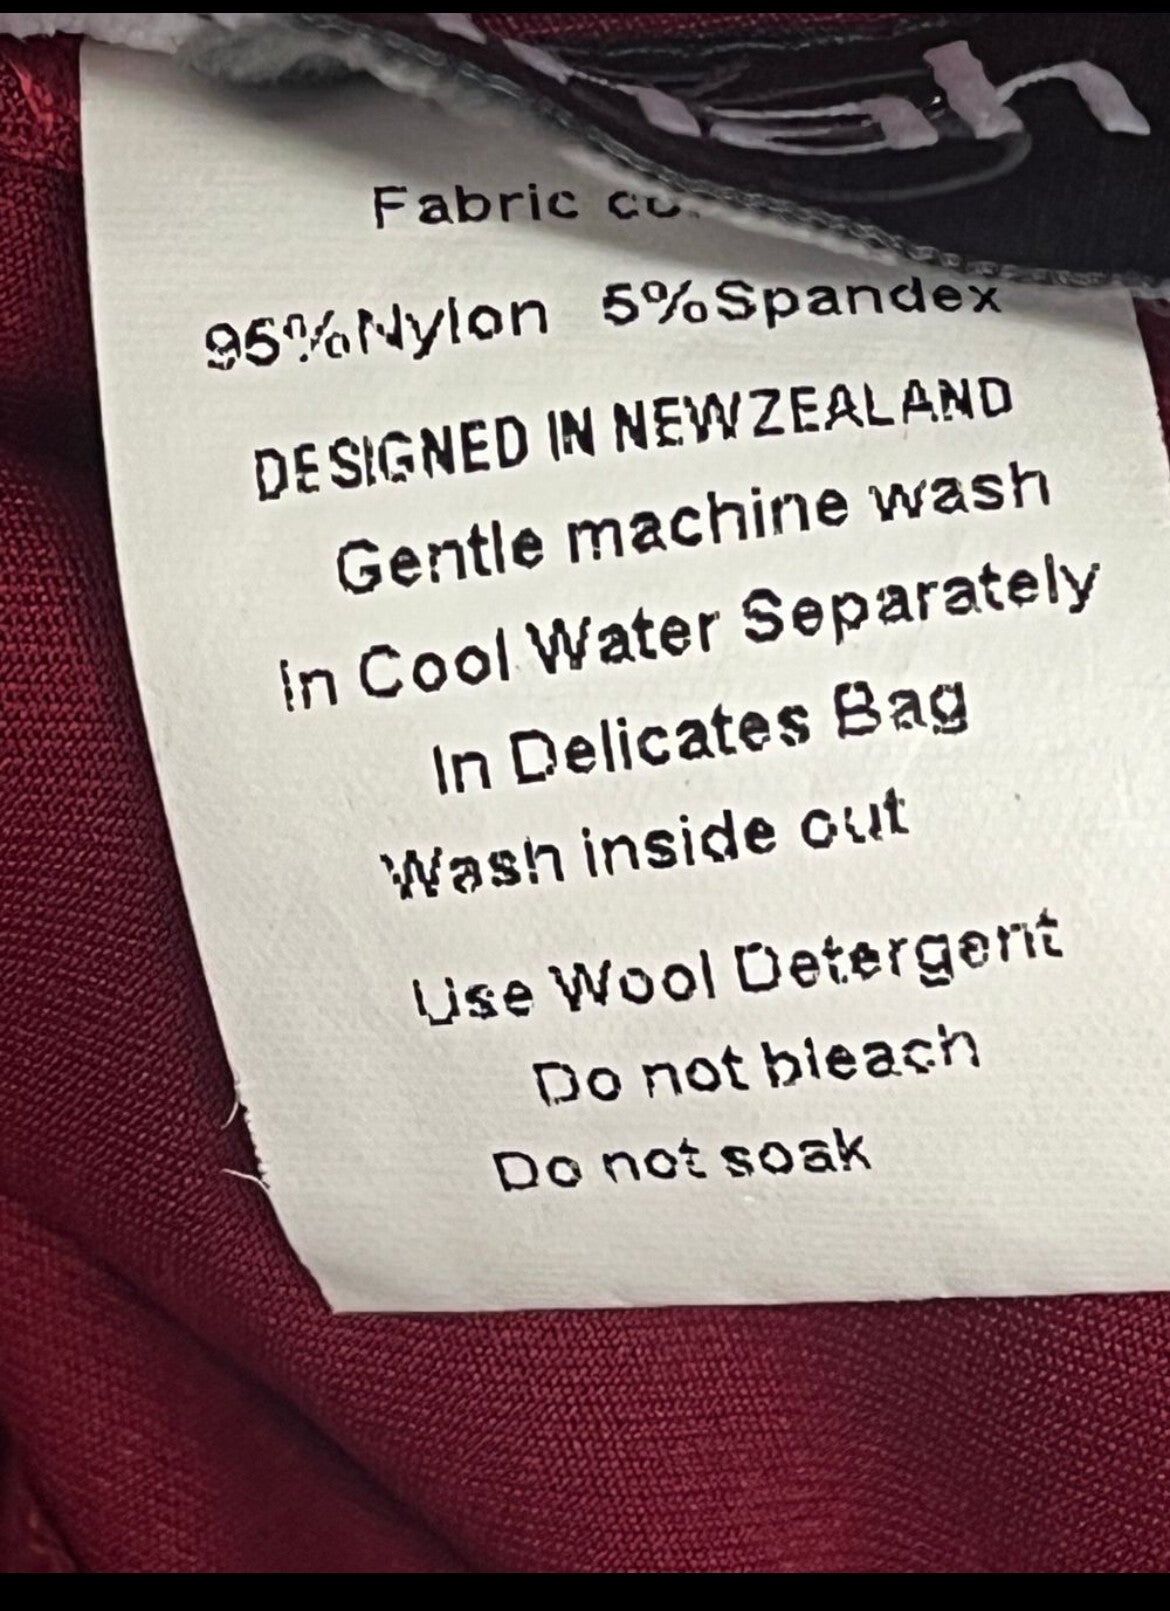 Fabric
95%Nylon 5%Spandex
DESIGNED IN NEWZEALAND
Gentle machine wash
In Cool Water Separately
In Delicates Bag
Wash inside out
Use Wool Detergent
Do not bleach
Do not soak